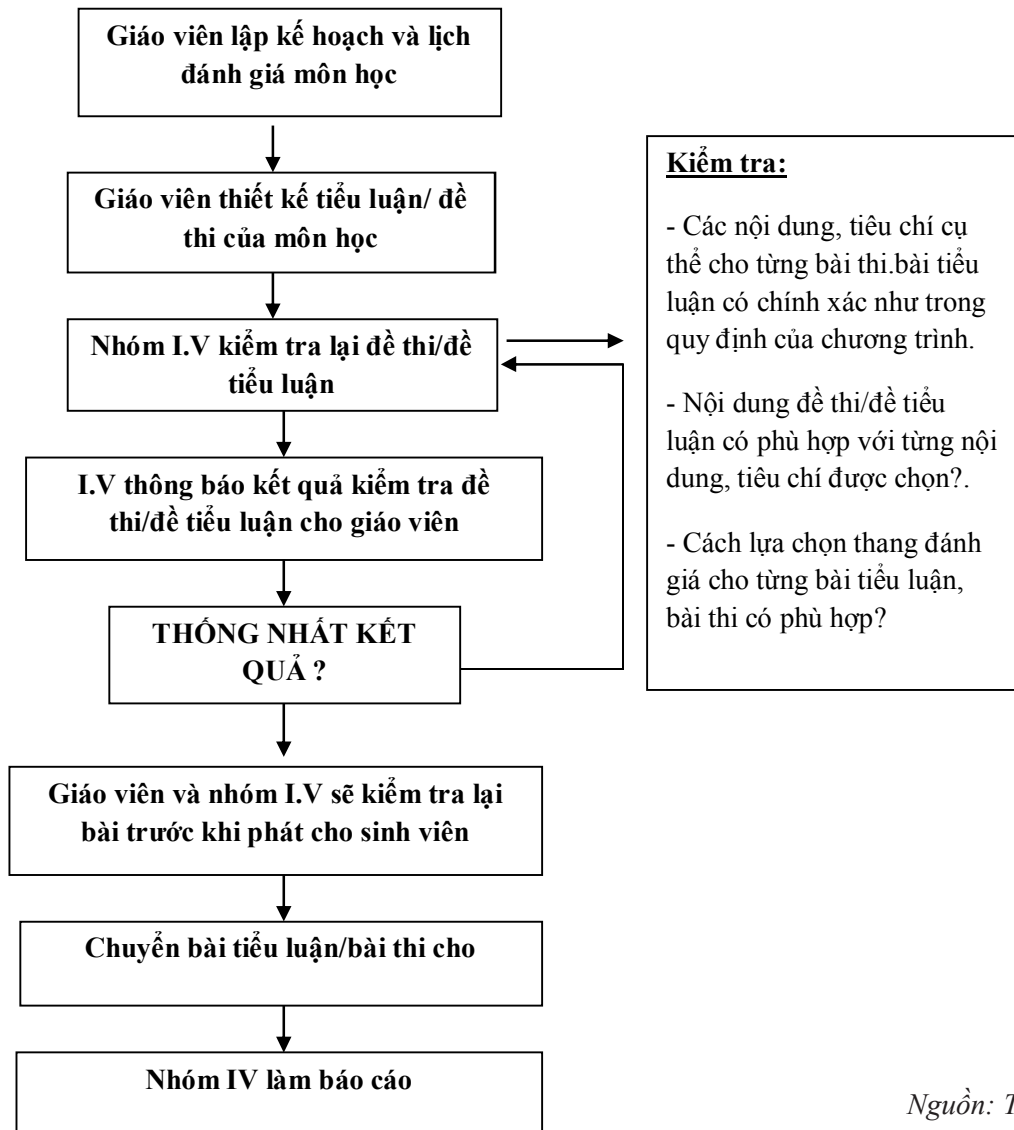 Giáo viên lập kế hoạch và lịch
đánh giá môn học
Giáo viên thiết kế tiểu luận/ đề
thi của môn học
Nhóm I.V kiểm tra lại đề thi/đề
tiểu luận
I.V thông báo kết quả kiểm tra đề
thi/đề tiểu luận cho giáo viên
THỐNG NHẤT KẾT
QUẢ ?
Giáo viên và nhóm I.V sẽ kiểm tra lại
bài trước khi phát cho sinh viên
Chuyển bài tiểu luận/bài thi cho
Nhóm IV làm báo cáo
Kiểm tra:
- Các nội dung, tiêu chí cụ
thể cho từng bài thi.bài tiểu
luận có chính xác như trong
quy định của chương trình.
- Nội dung đề thi/đề tiểu
luận có phù hợp với từng nội
dung, tiêu chí được chọn?.
- Cách lựa chọn thang đánh
giá cho từng bài tiểu luận,
bài thi có phù hợp?
Nguồn: T